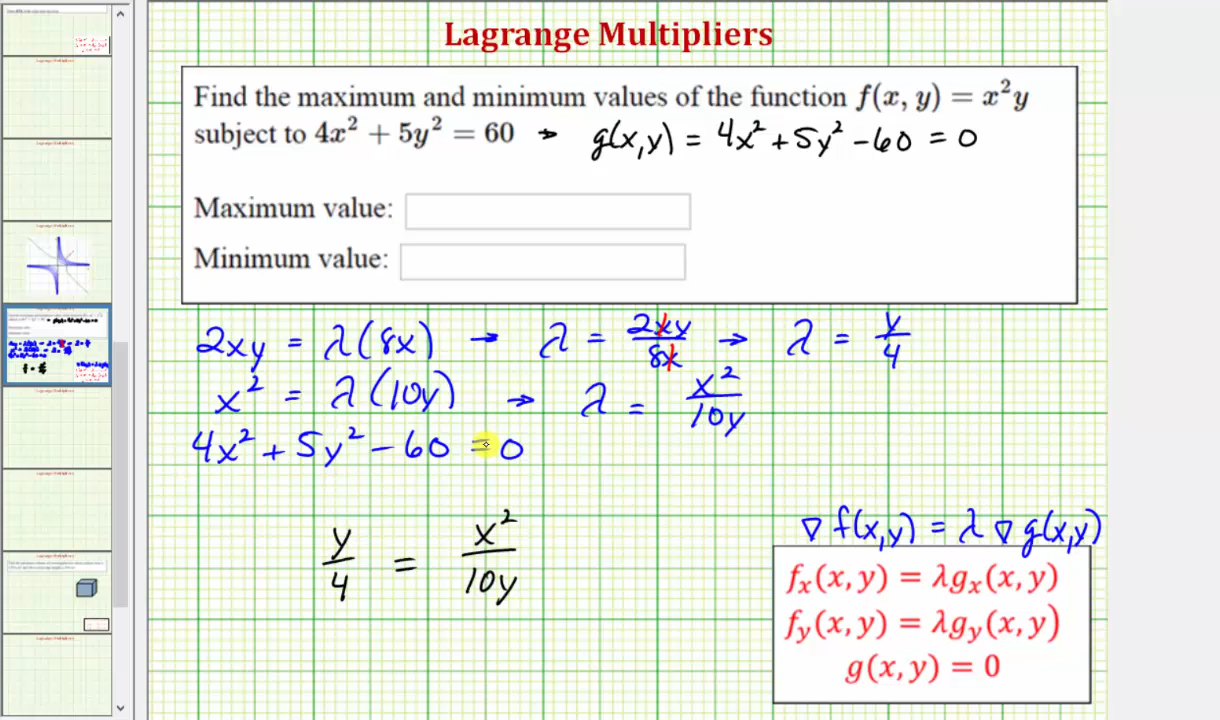 Lagrange Multipliers
Find the maximum and minimum values of the function f(x, y) = x²y
subject to 4x² + 5y² = 60 → g(x,y) = 4x² + 5y² − 60 = 0
Maximum value:
Minimum value:
2xy = λ(8x) → λ = 2xy/8x → λ = y/4
x² = λ(10y) → λ = x²/10y
4x² + 5y² − 60 = 0
y/4 = x²/10y
∇f(x,y) = λ∇g(x,y)
fₓ(x, y) = λgₓ(x, y)
f_y(x, y) = λg_y(x, y)
g(x, y) = 0